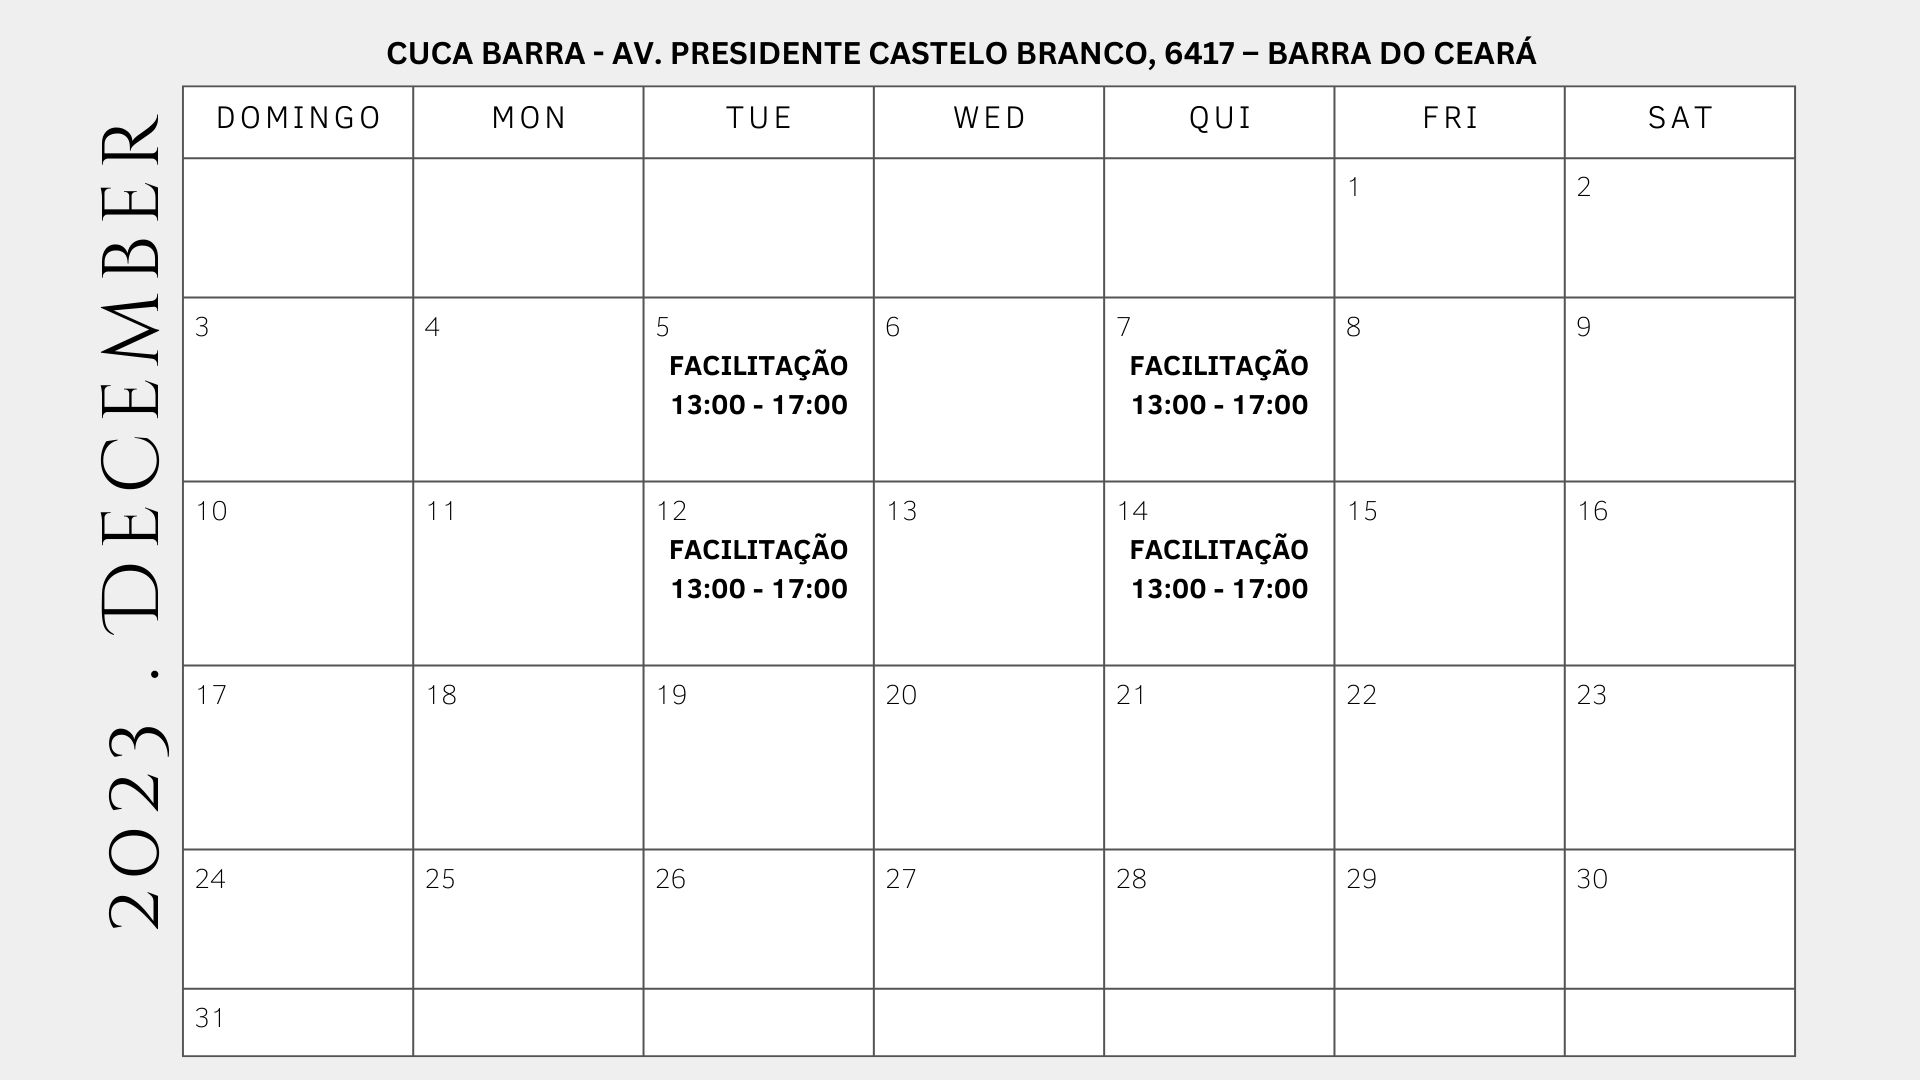 CUCA BARRA - AV. PRESIDENTE CASTELO BRANCO, 6417 – BARRA DO CEARÁ
2023 . DECEMBER
DOMINGO MON TUE WED QUI FRI SAT
1 2
3 4 5 6 7 8 9
FACILITAÇÃO FACILITAÇÃO
13:00 - 17:00 13:00 - 17:00
10 11 12 13 14 15 16
FACILITAÇÃO FACILITAÇÃO
13:00 - 17:00 13:00 - 17:00
17 18 19 20 21 22 23
24 25 26 27 28 29 30
31